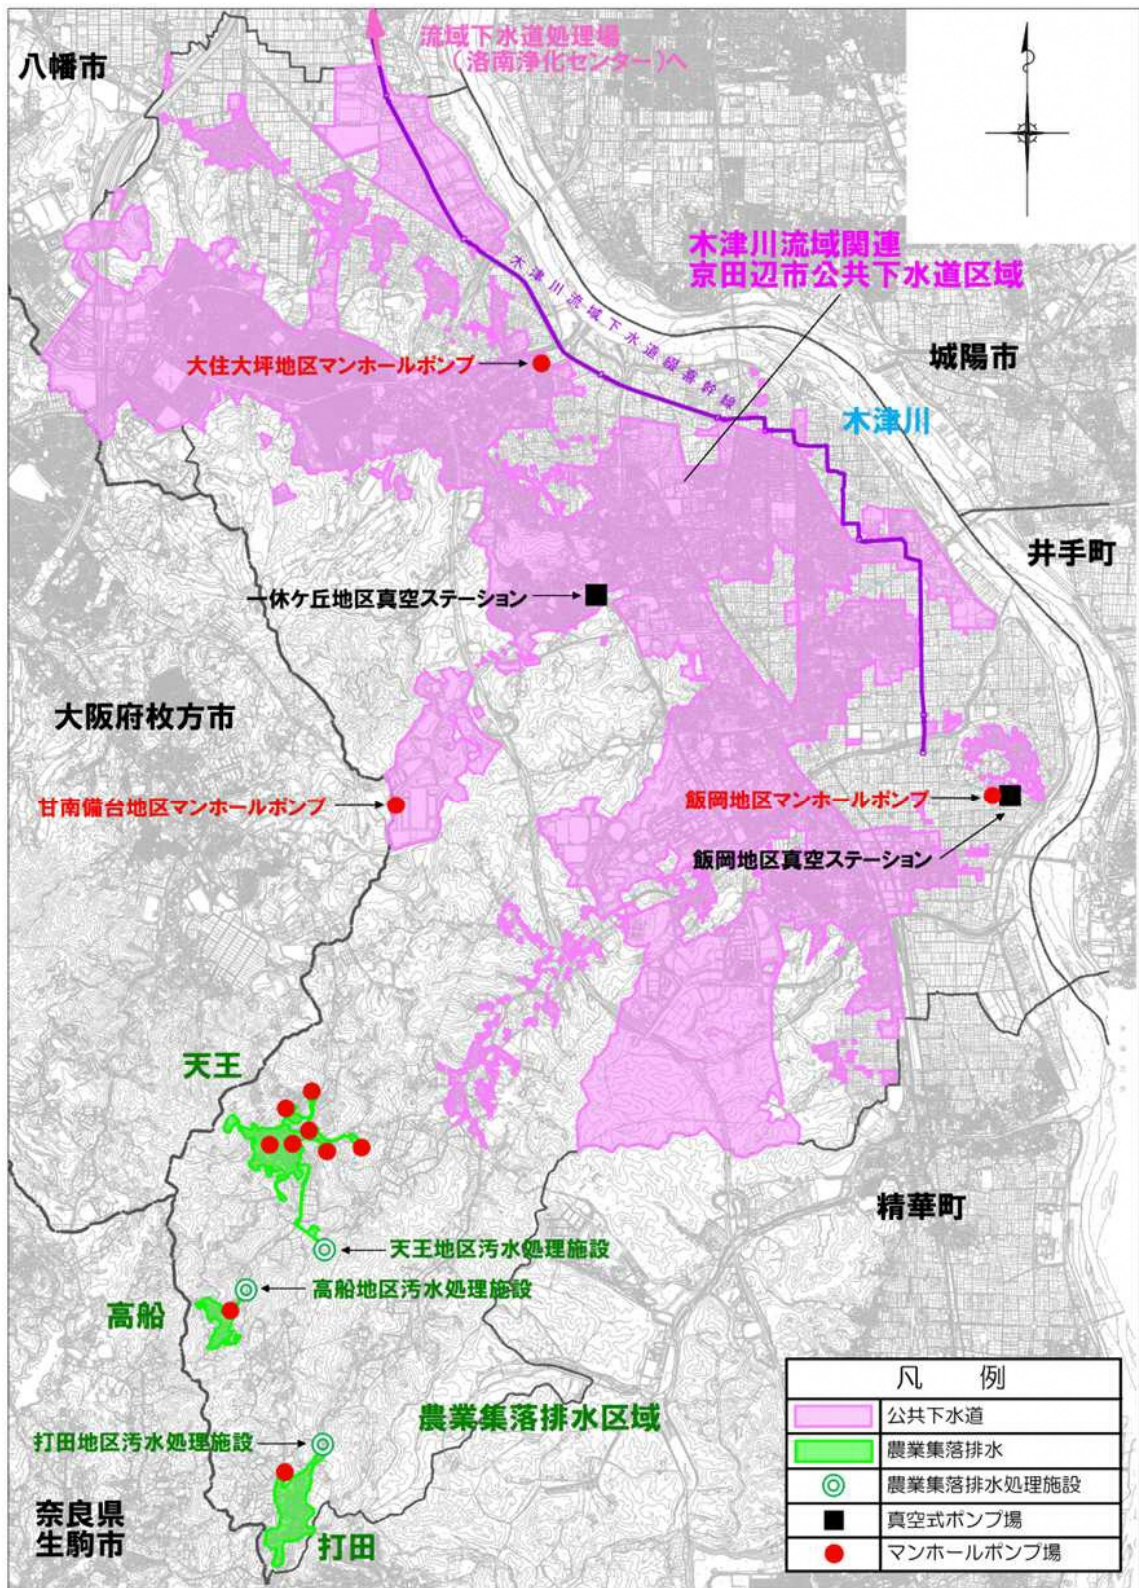 流域下水道処理場
（洛南浄化センター）へ
八幡市
木津川流域関連
京田辺市公共下水道区域
木津川流域下水道綴喜幹線
城陽市
大住大坪地区マンホールポンプ
木津川
井手町
一休ケ丘地区真空ステーション
大阪府枚方市
甘南備台地区マンホールポンプ
飯岡地区マンホールポンプ
飯岡地区真空ステーション
天王
精華町
天王地区汚水処理施設
高船地区汚水処理施設
高船
農業集落排水区域
打田地区汚水処理施設
奈良県
生駒市
打田
凡　例
公共下水道
農業集落排水
農業集落排水処理施設
真空式ポンプ場
マンホールポンプ場